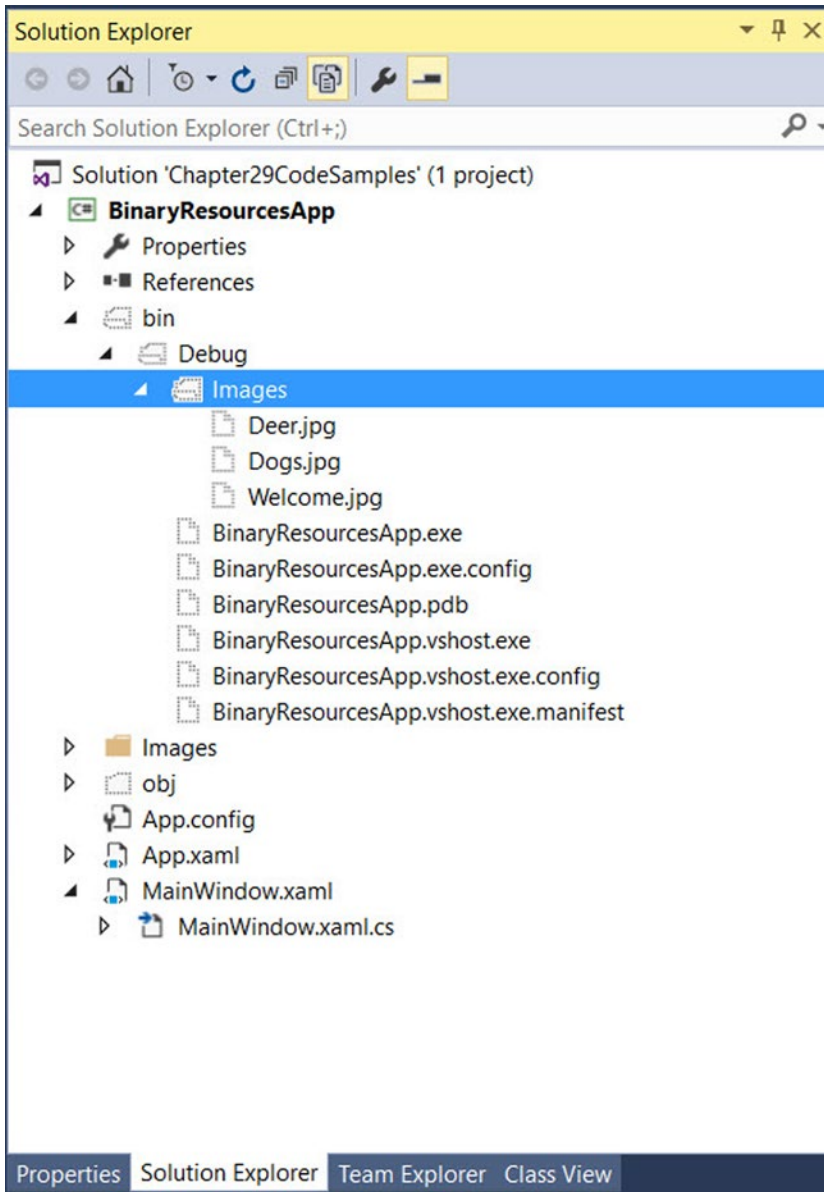 Solution Explorer
Search Solution Explorer (Ctrl+;)
Solution 'Chapter29CodeSamples' (1 project)
C# BinaryResourcesApp
Properties
References
bin
Debug
Images
Deer.jpg
Dogs.jpg
Welcome.jpg
BinaryResourcesApp.exe
BinaryResourcesApp.exe.config
BinaryResourcesApp.pdb
BinaryResourcesApp.vshost.exe
BinaryResourcesApp.vshost.exe.config
BinaryResourcesApp.vshost.exe.manifest
Images
obj
App.config
App.xaml
MainWindow.xaml
MainWindow.xaml.cs
Properties Solution Explorer Team Explorer Class View